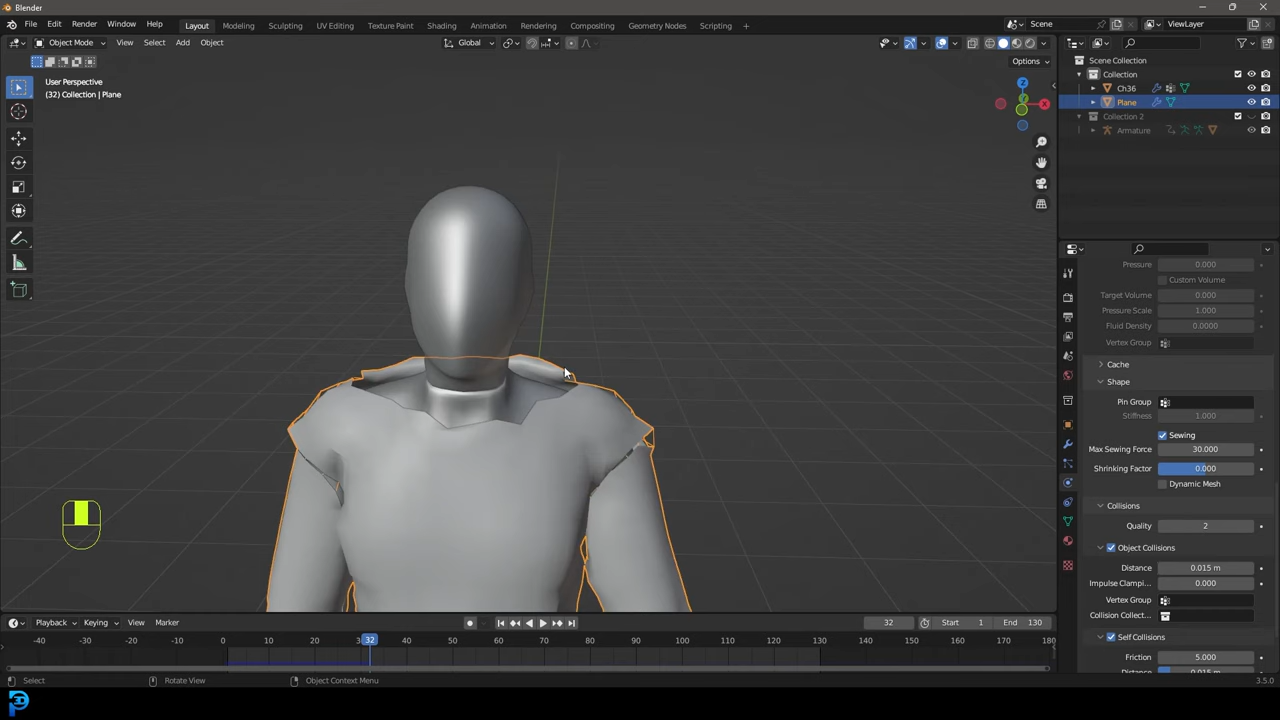 Blender
File Edit Render Window Help Layout Modeling Sculpting UV Editing Texture Paint Shading Animation Rendering Compositing Geometry Nodes Scripting + Scene ViewLayer
Object Mode View Select Add Object Global
Options
User Perspective
(32) Collection | Plane
Z
X
Scene Collection
Collection
Ch36
Plane
Collection 2
Armature
Pressure 0.000
Custom Volume
Target Volume 0.000
Pressure Scale 1.000
Fluid Density 0.0000
Vertex Group
Cache
Shape
Pin Group
Stiffness 1.000
Sewing
Max Sewing Force 30.000
Shrinking Factor 0.000
Dynamic Mesh
Collisions
Quality 2
Object Collisions
Distance 0.015 m
Impulse Clampi... 0.000
Vertex Group
Collision Collect...
Self Collisions
Friction 5.000
Distance 0.015 m
Playback Keying View Marker 32 Start 1 End 130
-40 -30 -20 -10 0 10 20 32 40 50 60 70 80 90 100 110 120 130 140 150 160 170 180
Select Rotate View Object Context Menu 3.5.0